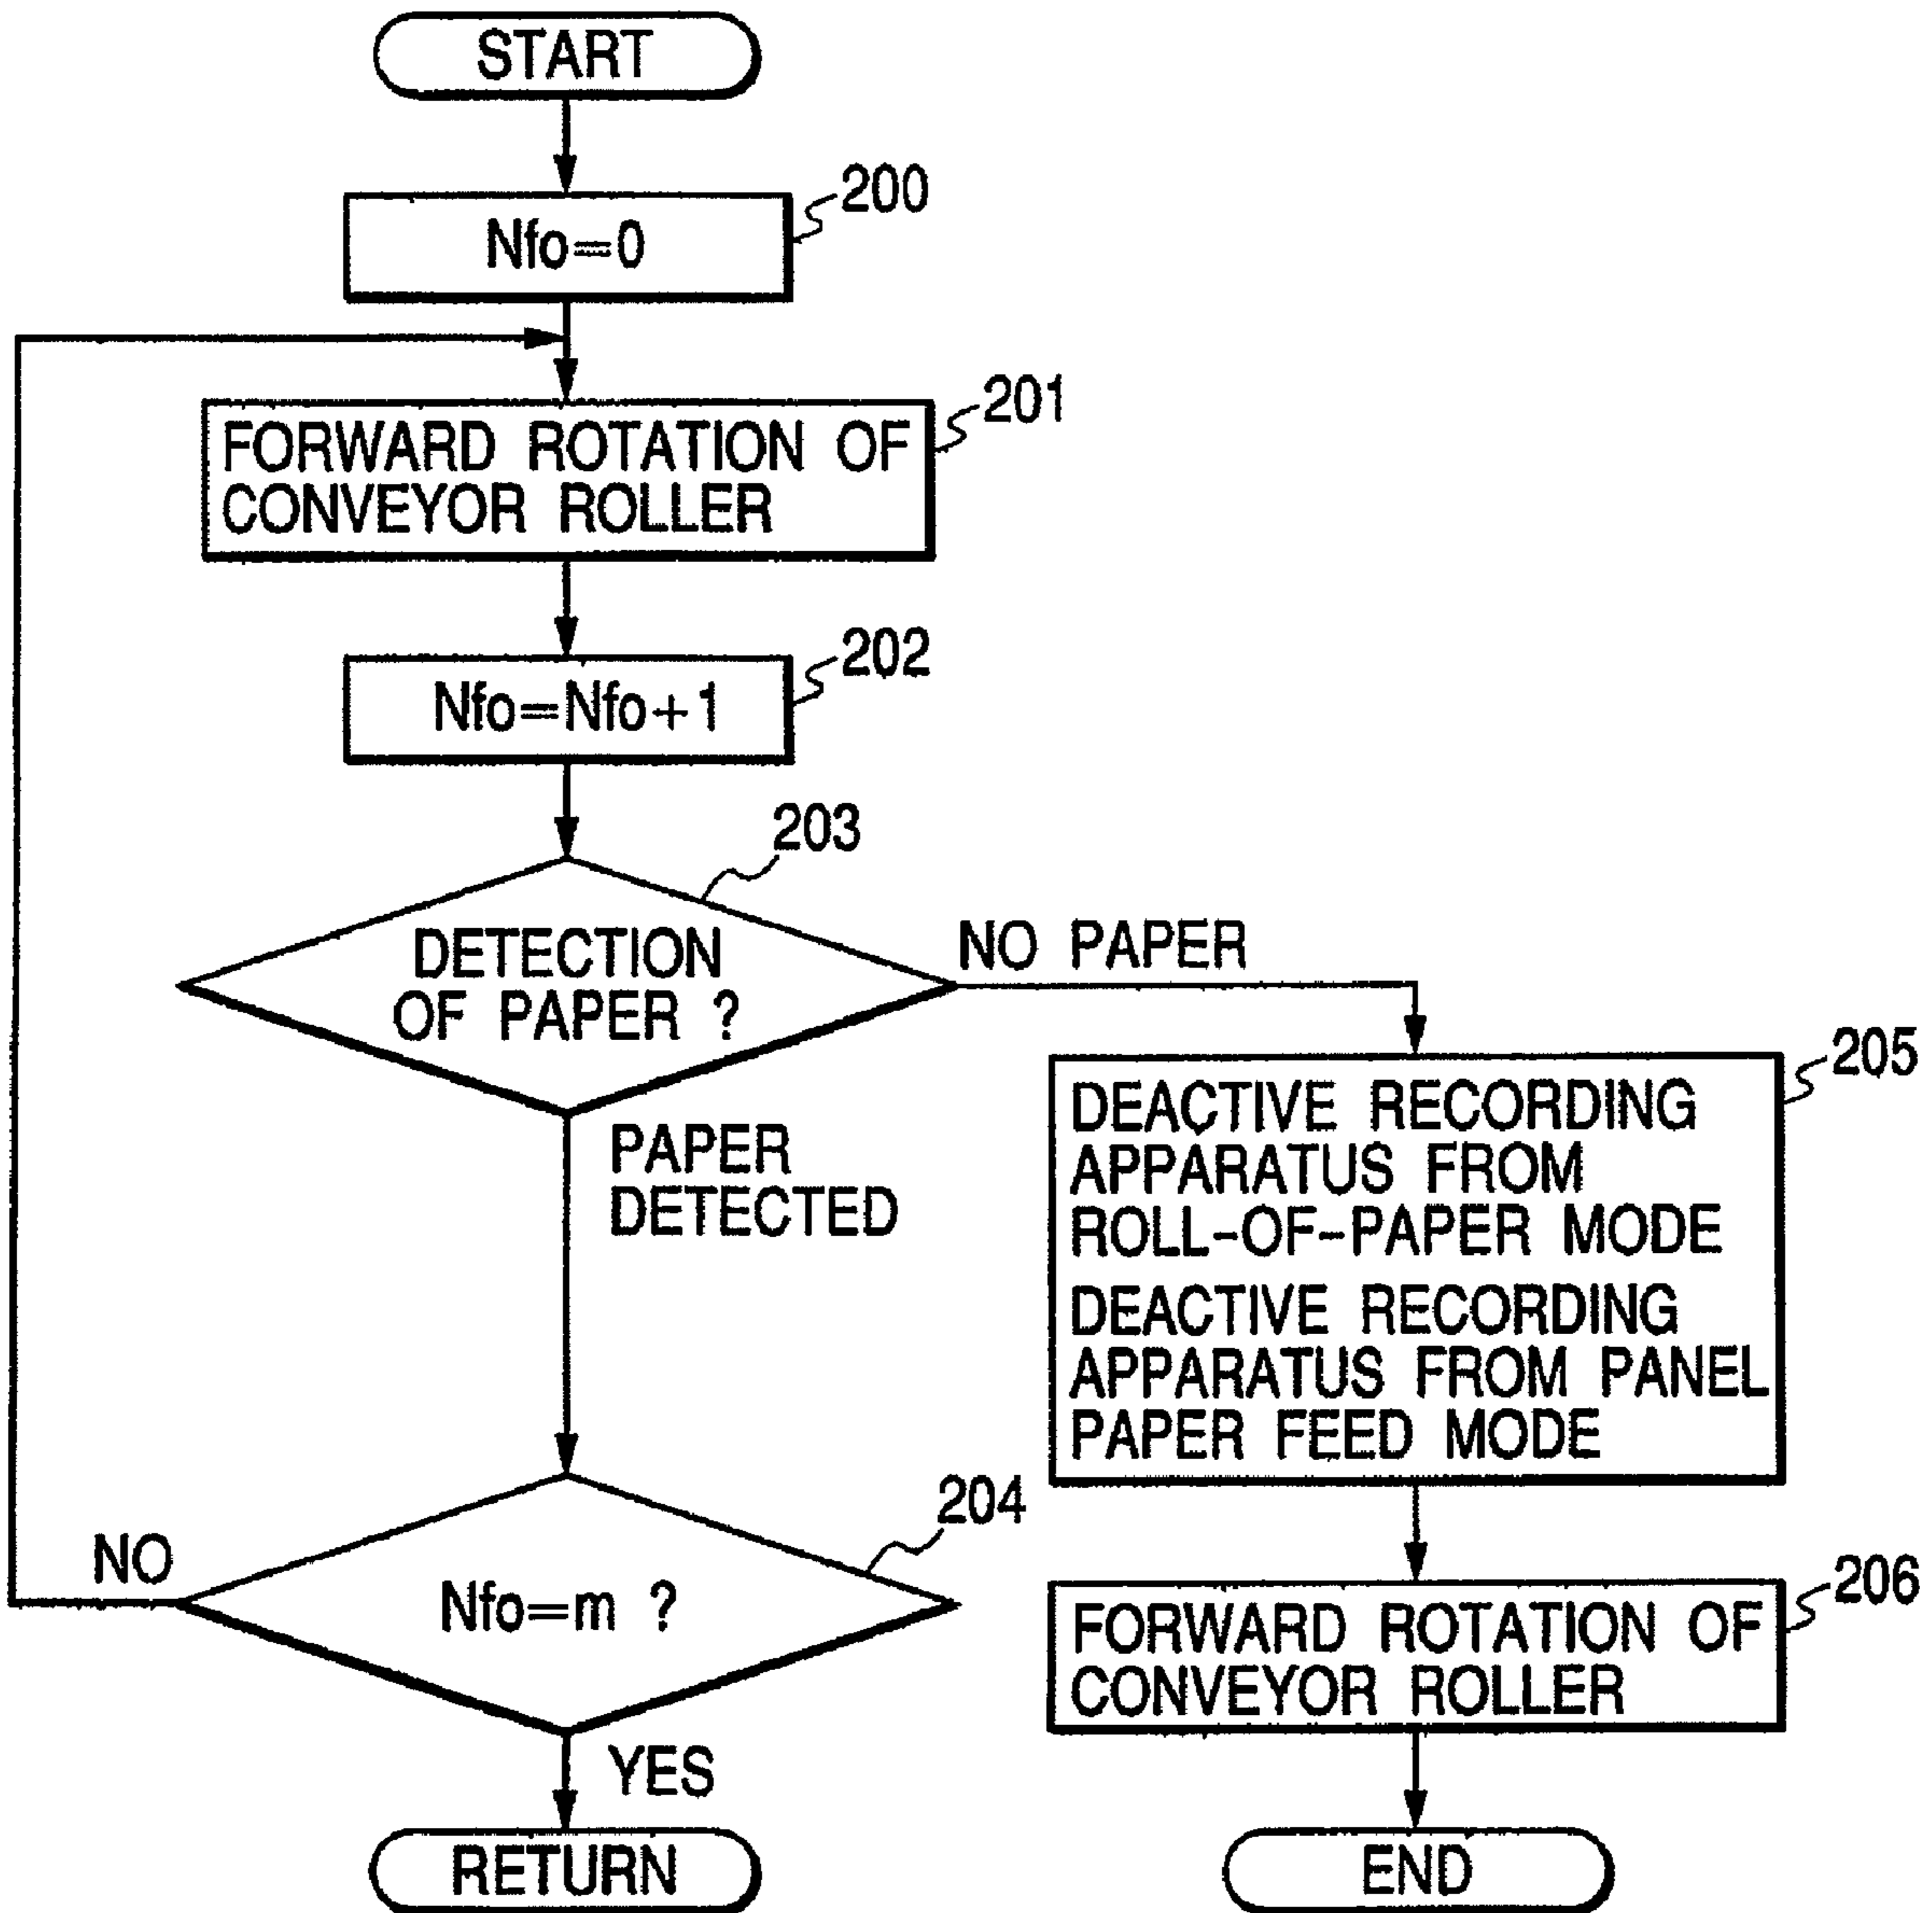 START
200
Nfo=0
201
FORWARD ROTATION OF
CONVEYOR ROLLER
202
Nfo=Nfo+1
203
DETECTION
OF PAPER ?
NO PAPER
PAPER
DETECTED
204
Nfo=m ?
NO
YES
RETURN
205
DEACTIVE RECORDING
APPARATUS FROM
ROLL-OF-PAPER MODE
DEACTIVE RECORDING
APPARATUS FROM PANEL
PAPER FEED MODE
206
FORWARD ROTATION OF
CONVEYOR ROLLER
END